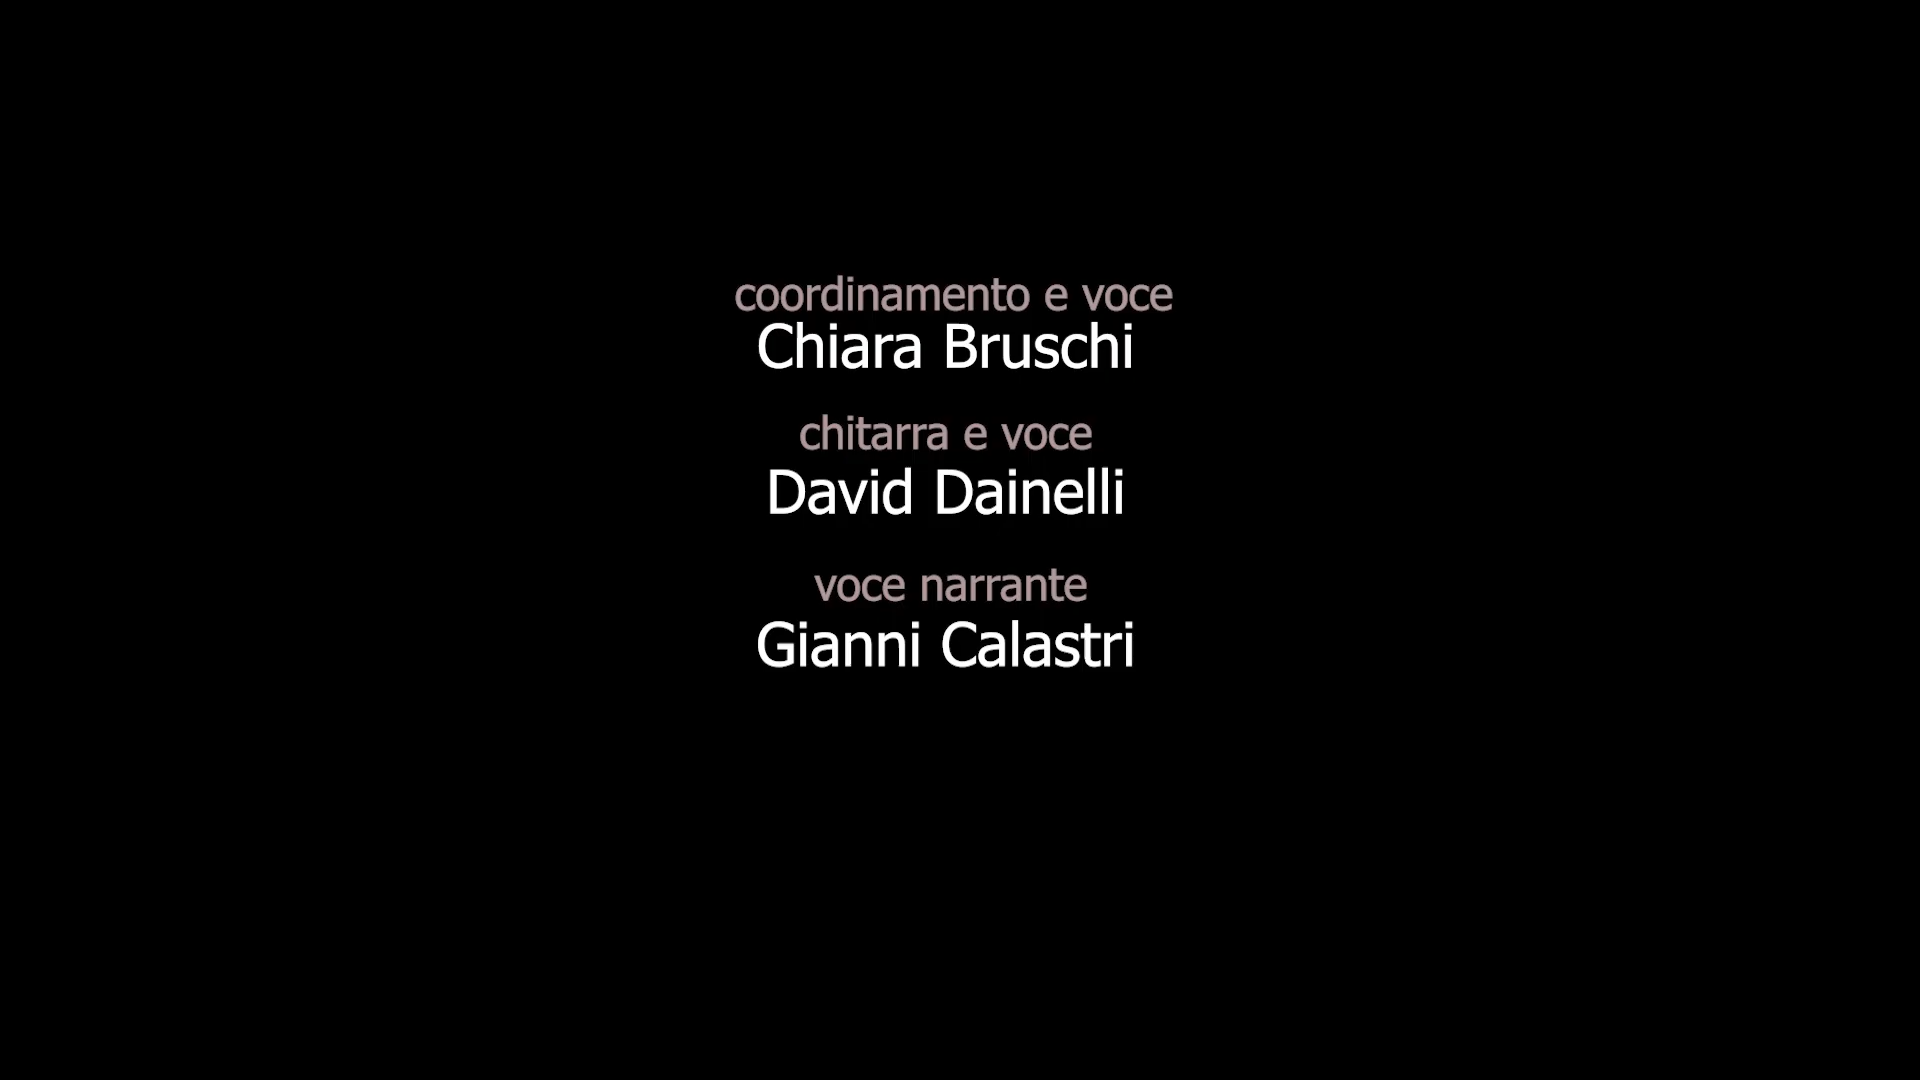 coordinamento e voce
Chiara Bruschi
chitarra e voce
David Dainelli
voce narrante
Gianni Calastri